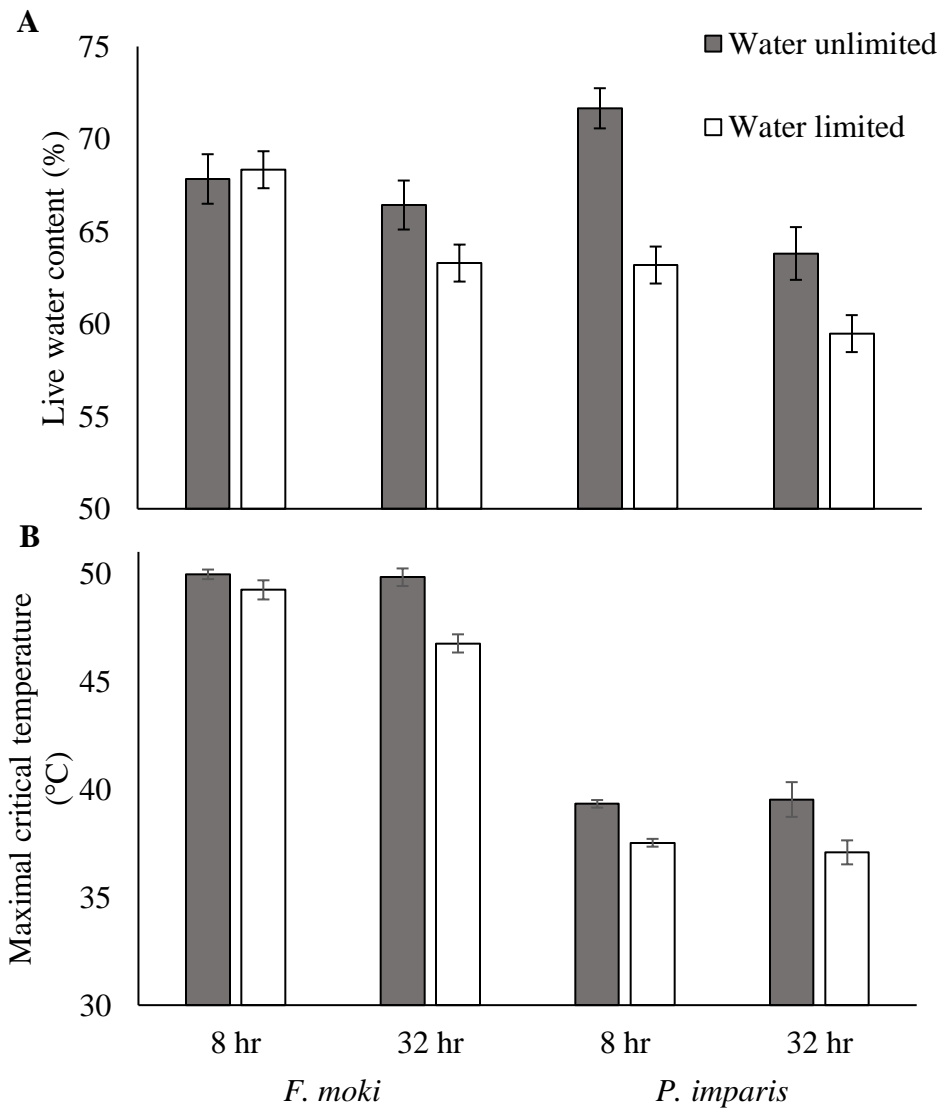 A
Water unlimited
Water limited
Live water content (%)
75
70
65
60
55
50
B
Maximal critical temperature
(°C)
50
45
40
35
30
8 hr 32 hr 8 hr 32 hr
F. moki P. imparis